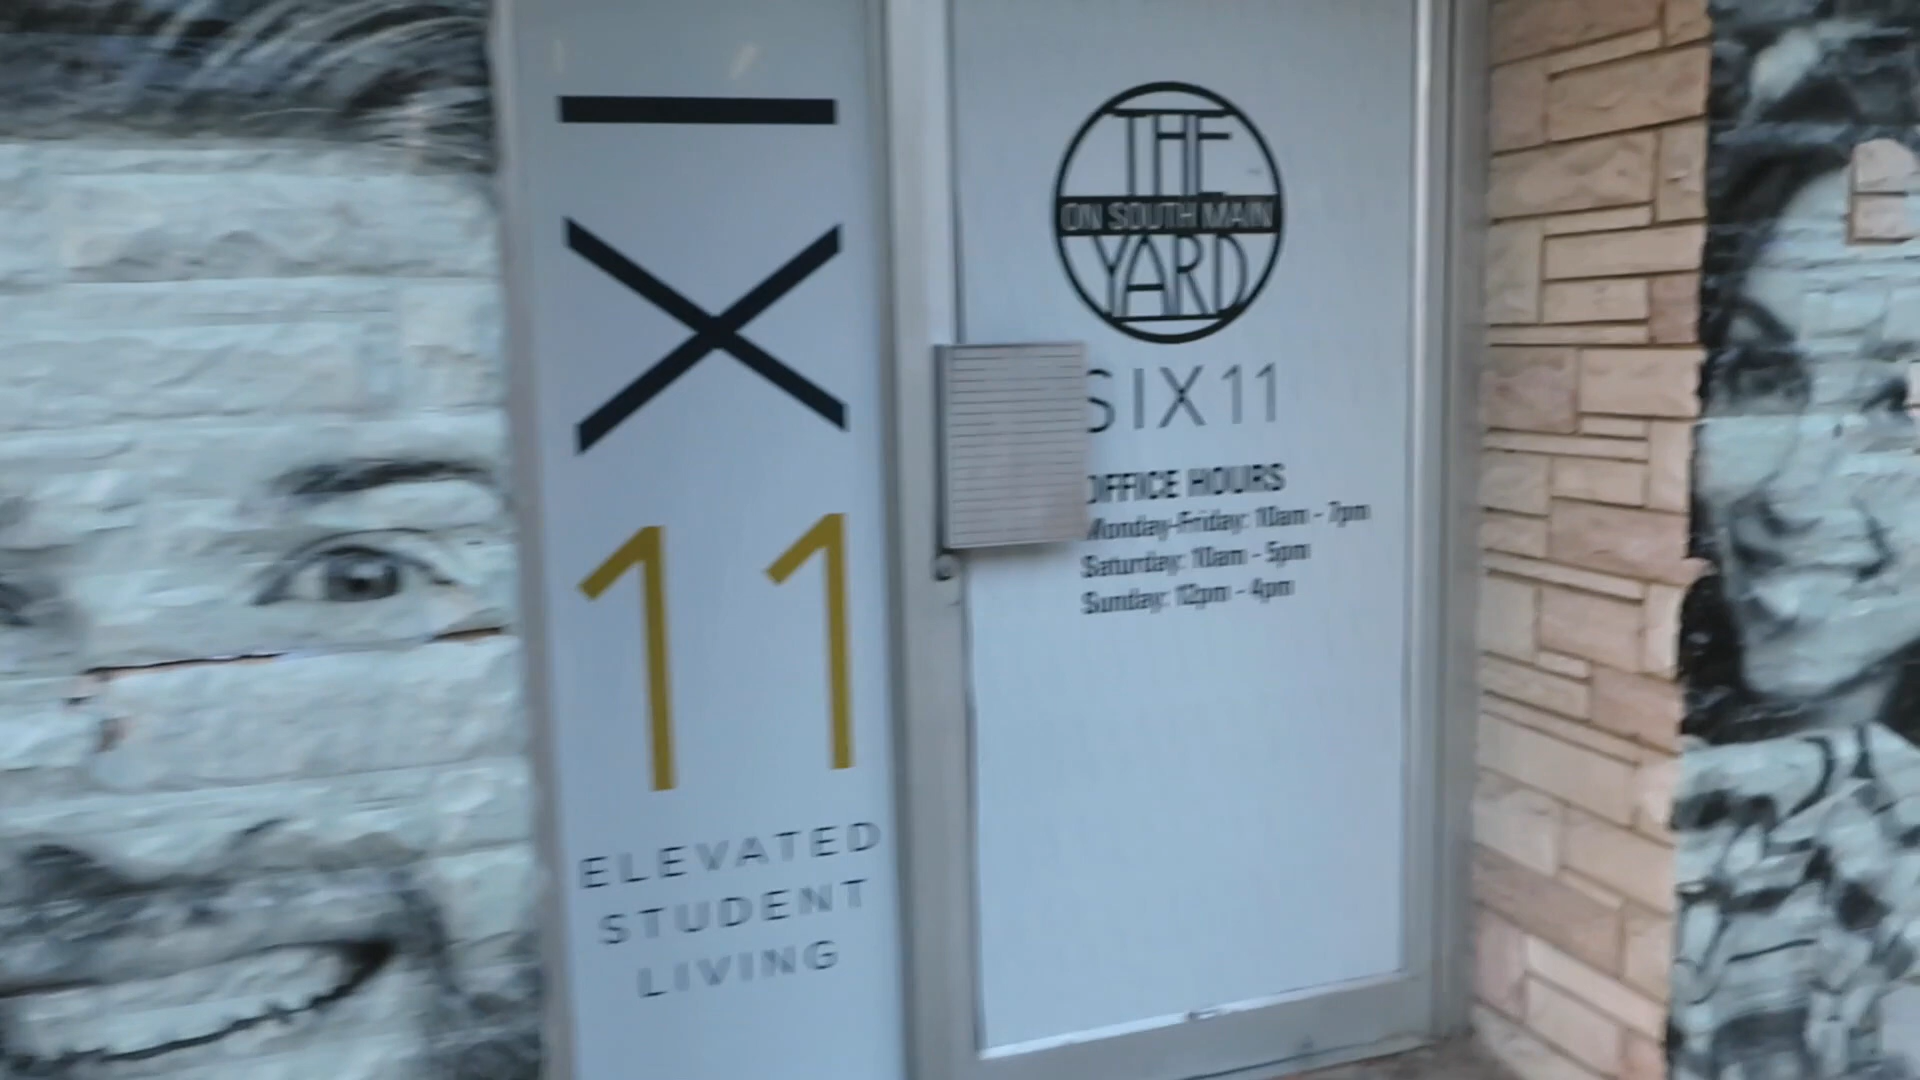 IX
11
ELEVATED
STUDENT
LIVING
THE
ON SOUTH MAIN
YARD
SIX11
OFFICE HOURS
Monday-Friday: 10am - 7pm
Saturday: 10am - 5pm
Sunday: 12pm - 4pm